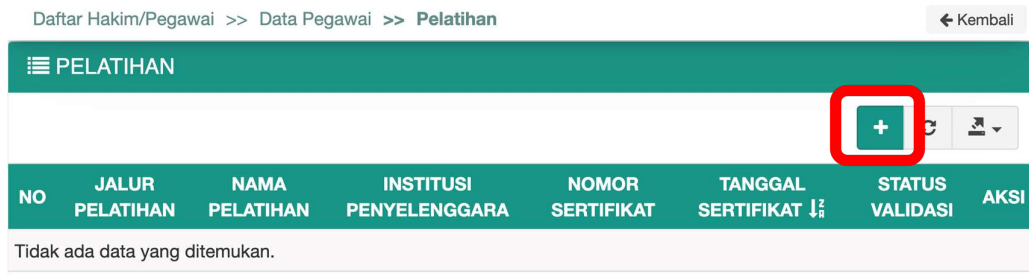 Daftar Hakim/Pegawai >> Data Pegawai >> Pelatihan
Kembali
PELATIHAN
+
NO JALUR PELATIHAN NAMA PELATIHAN INSTITUSI PENYELENGGARA NOMOR SERTIFIKAT TANGGAL SERTIFIKAT STATUS VALIDASI AKSI
Tidak ada data yang ditemukan.